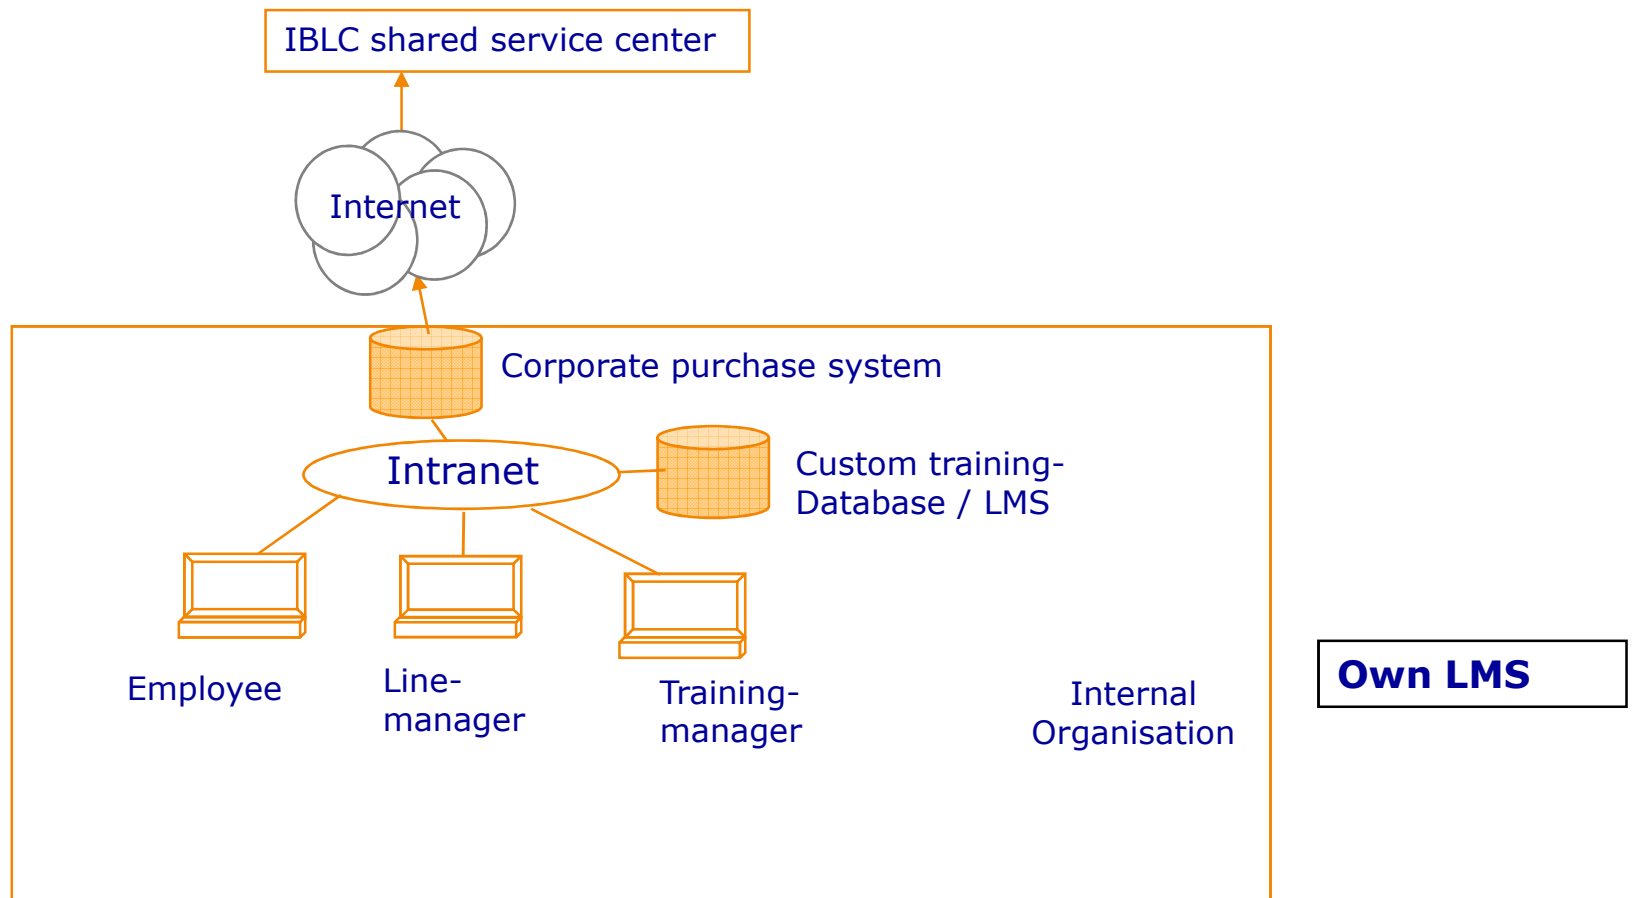 IBLC shared service center
Internet
Corporate purchase system
Intranet
Custom training-
Database / LMS
Employee
Line-
manager
Training-
manager
Internal
Organisation
Own LMS